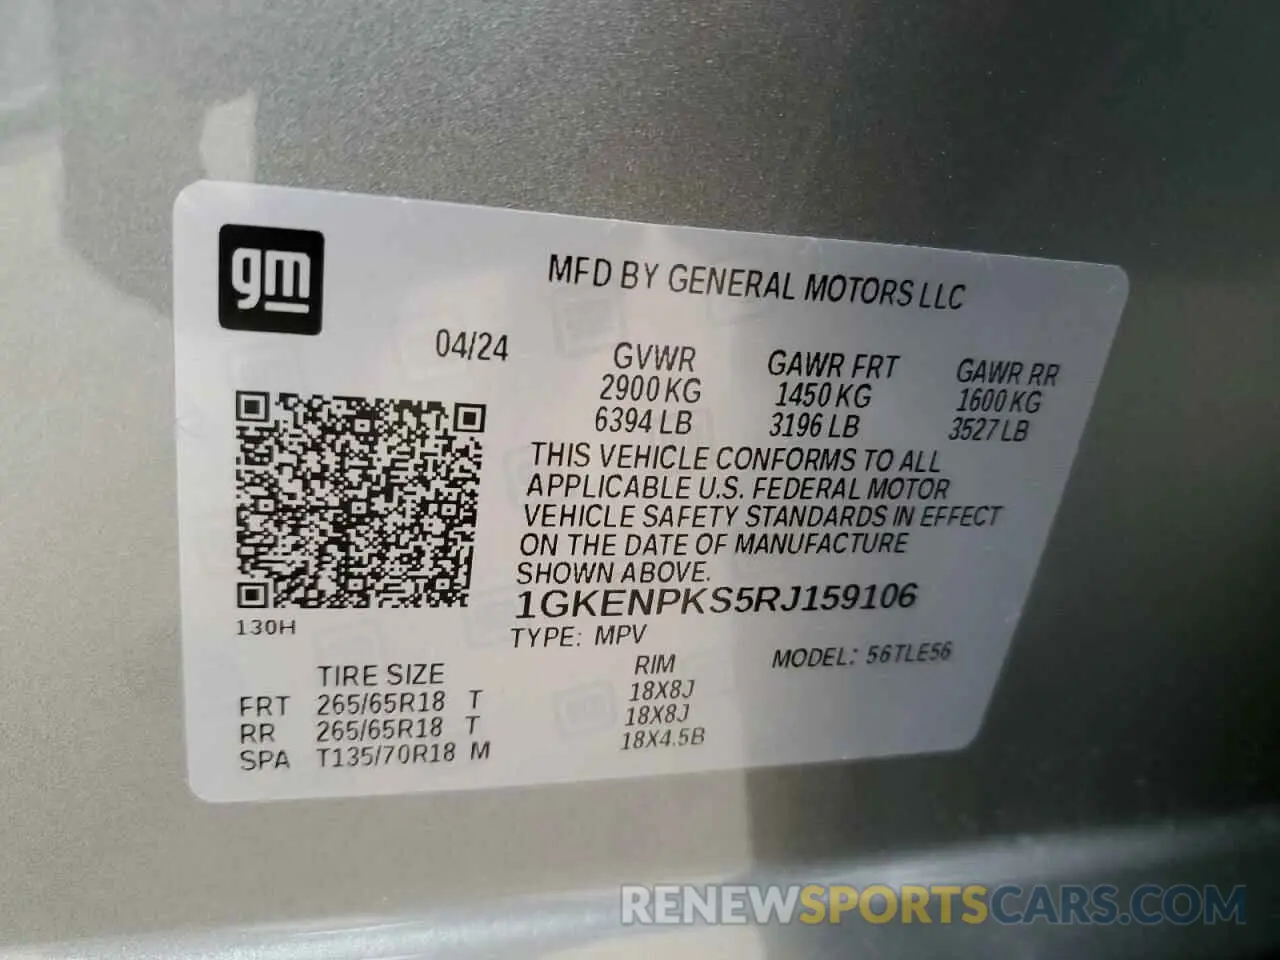 gm
MFD BY GENERAL MOTORS LLC
04/24
GVWR GAWR FRT GAWR RR
2900 KG 1450 KG 1600 KG
6394 LB 3196 LB 3527 LB
THIS VEHICLE CONFORMS TO ALL
APPLICABLE U.S. FEDERAL MOTOR
VEHICLE SAFETY STANDARDS IN EFFECT
ON THE DATE OF MANUFACTURE
SHOWN ABOVE.
1GKENPKS5RJ159106
130H
TYPE: MPV MODEL: 56TLE56
TIRE SIZE RIM
FRT 265/65R18 T 18X8J
RR 265/65R18 T 18X8J
SPA T135/70R18 M 18X4.5B
RENEWSPORTSCARS.COM